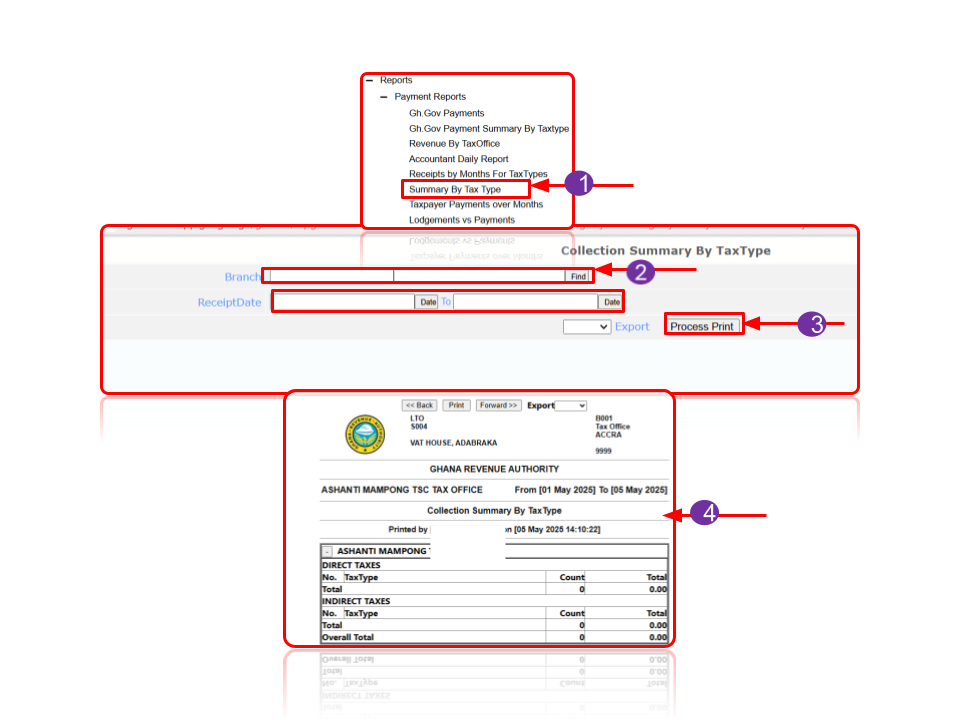 Reports
Payment Reports
Gh.Gov Payments
Gh.Gov Payment Summary By Taxtype
Revenue By TaxOffice
Accountant Daily Report
Receipts by Months For TaxTypes
Summary By Tax Type
1
Taxpayer Payments over Months
Lodgements vs Payments
Collection Summary By TaxType
Branch Find
2
ReceiptDate Date To Date
Export Process Print
3
<< Back Print Forward >> Export
LTO B001
S004 Tax Office
ACCRA
VAT HOUSE, ADABRAKA
9999
GHANA REVENUE AUTHORITY
ASHANTI MAMPONG TSC TAX OFFICE From [01 May 2025] To [05 May 2025]
4
Collection Summary By TaxType
Printed by on [05 May 2025 14:10:22]
- ASHANTI MAMPONG
DIRECT TAXES
No. TaxType Count Total
Total 0 0.00
INDIRECT TAXES
No. TaxType Count Total
Total 0 0.00
Overall Total 0 0.00